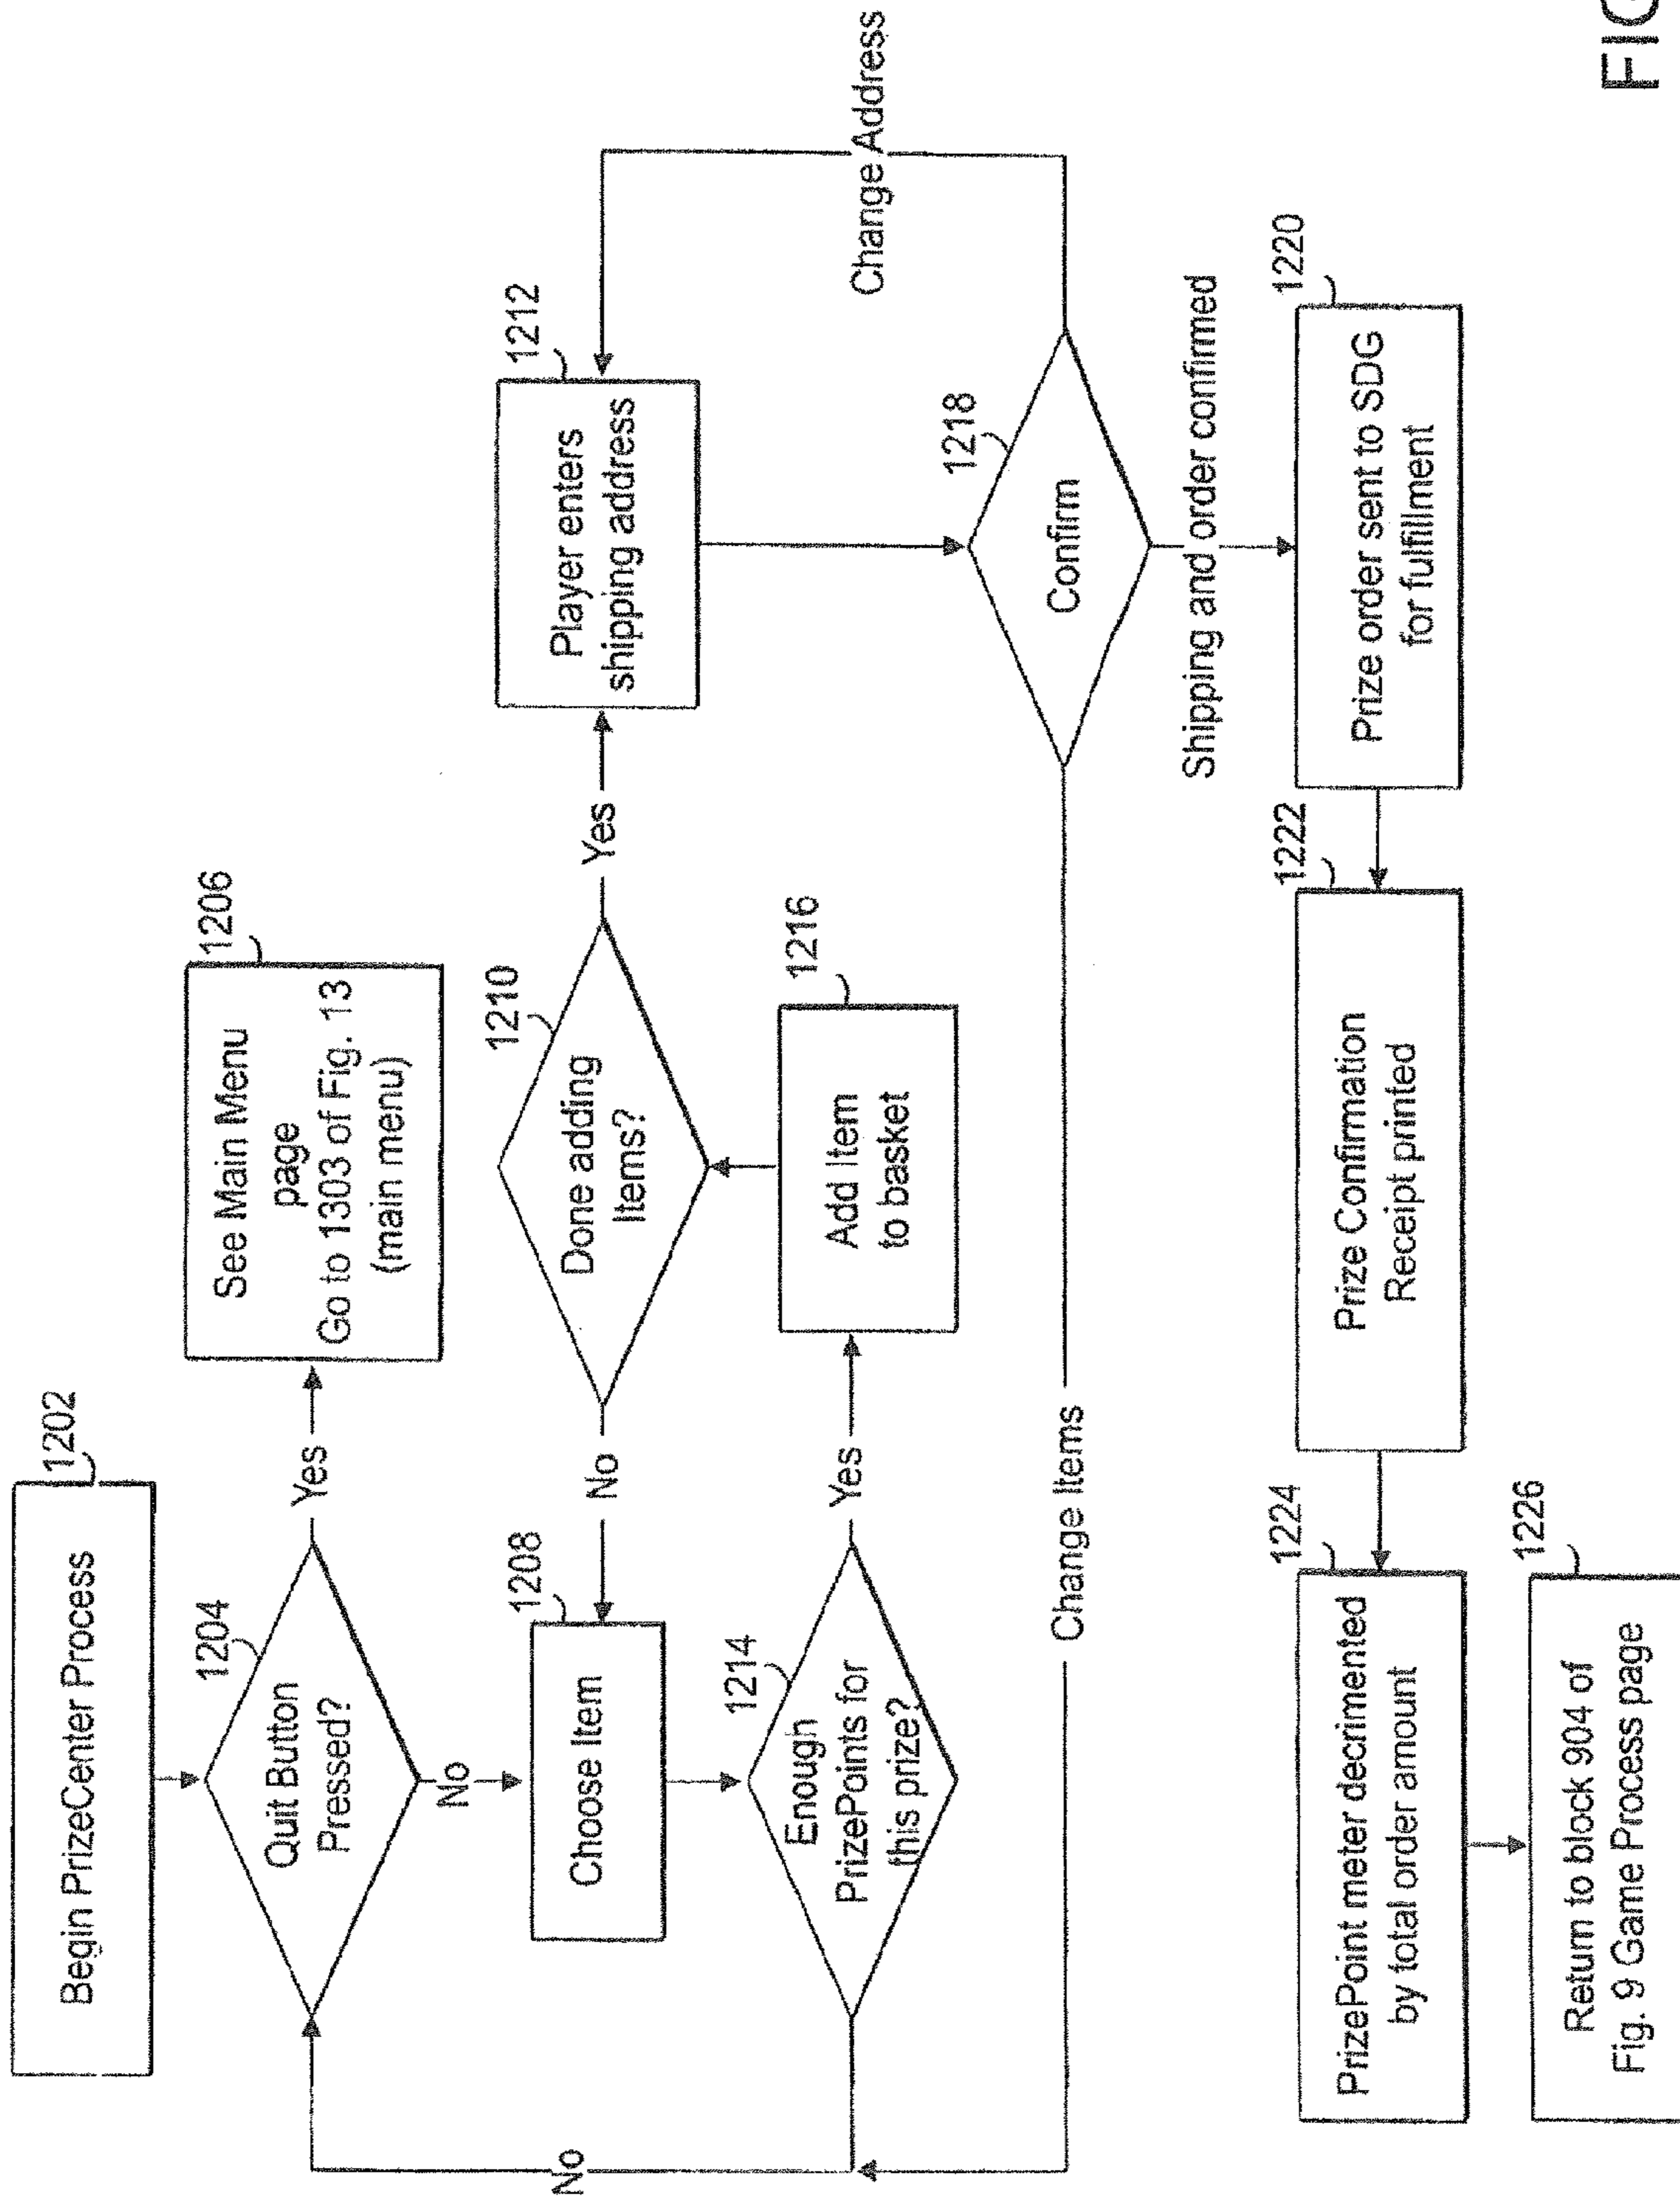 Begin PrizeCenter Process
1202
Quit Button
Pressed?
1204
Yes
See Main Menu
page
Go to 1303 of Fig. 13
(main menu)
1206
No
Choose Item
1208
No
Done adding
Items?
1210
Yes
Player enters
shipping address
1212
Enough
PrizePoints for
this prize?
1214
Yes
Add Item
to basket
1216
No
Change Items
Confirm
1218
Change Address
Shipping and order confirmed
Prize order sent to SDG
for fulfillment
1220
Prize Confirmation
Receipt printed
1222
PrizePoint meter decrimented
by total order amount
1224
Return to block 904 of
Fig. 9 Game Process page
1226